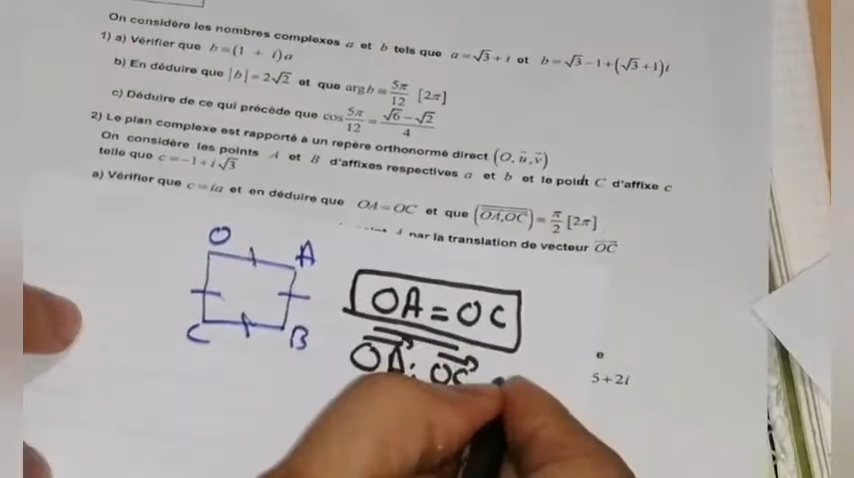 On considère les nombres complexes a et b tels que a=√3+i et b=√3−1+(√3+1)i
1) a) Vérifier que b=(1 + i)a
b) En déduire que |b|=2√2 et que arg b=5π/12 [2π]
c) Déduire de ce qui précède que cos 5π/12=(√6−√2)/4
2) Le plan complexe est rapporté à un repère orthonormé direct (O,u⃗,v⃗)
On considère les points A et B d'affixes respectives a et b et le point C d'affixe c
telle que c=−1+i√3
a) Vérifier que c=ia et en déduire que OA=OC et que (OA,OC)=π/2 [2π]
A par la translation de vecteur OC
O
A
C
B
OA = OC
OA; OC
e
5+2i